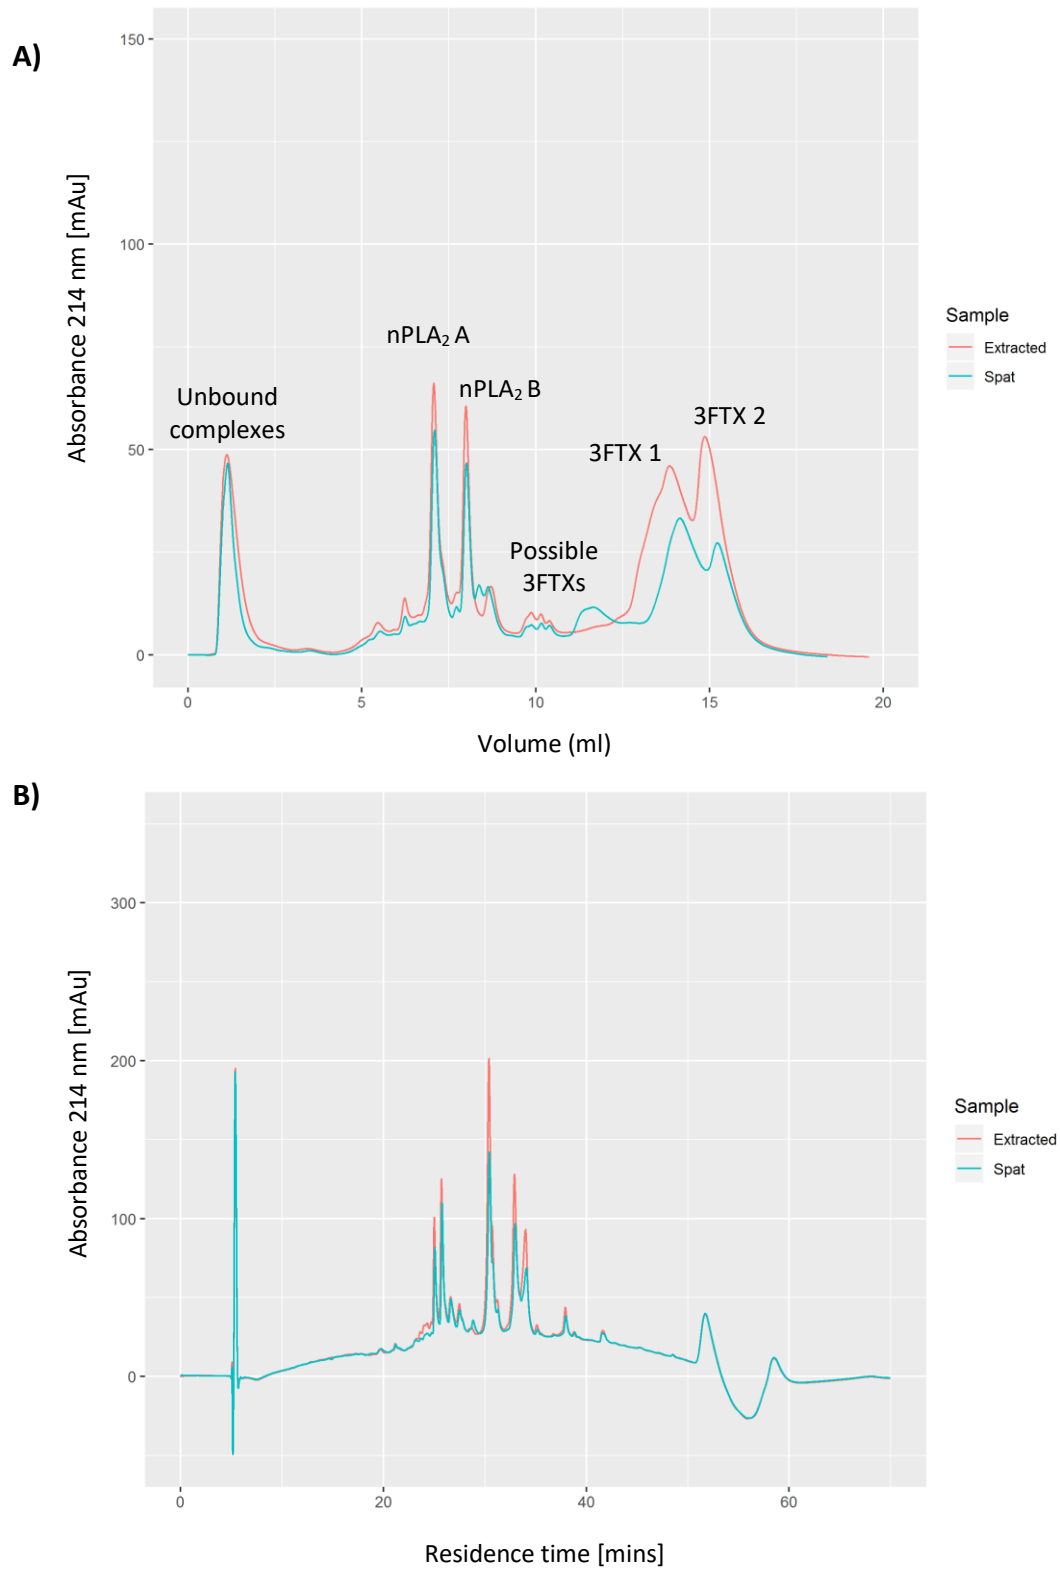 A)
150
100
50
0
Absorbance 214 nm [mAu]
Unbound
complexes
nPLA₂ A
nPLA₂ B
Possible
3FTXs
3FTX 1
3FTX 2
0 5 10 15 20
Volume (ml)
Sample
Extracted
Spat
B)
300
200
100
0
Absorbance 214 nm [mAu]
0 20 40 60
Residence time [mins]
Sample
Extracted
Spat